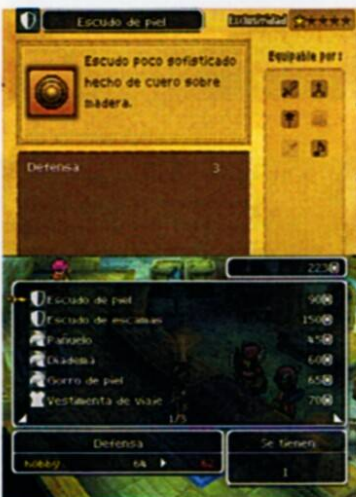 Escudo de piel
Exclusividad
Escudo poco sofisticado
hecho de cuero sobre
madera.
Equipable por:
Defensa 3
223
Escudo de piel 90
Escudo de escamas 150
Pañuelo 45
Diadema 60
Gorro de piel 65
Vestimenta de viaje 70
1/5
Defensa
Se tienen
1